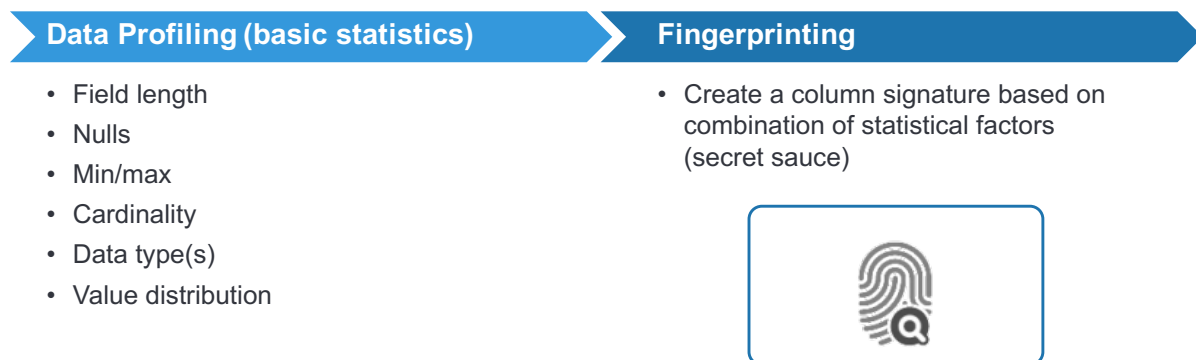 Data Profiling (basic statistics)
• Field length
• Nulls
• Min/max
• Cardinality
• Data type(s)
• Value distribution
Fingerprinting
• Create a column signature based on
combination of statistical factors
(secret sauce)